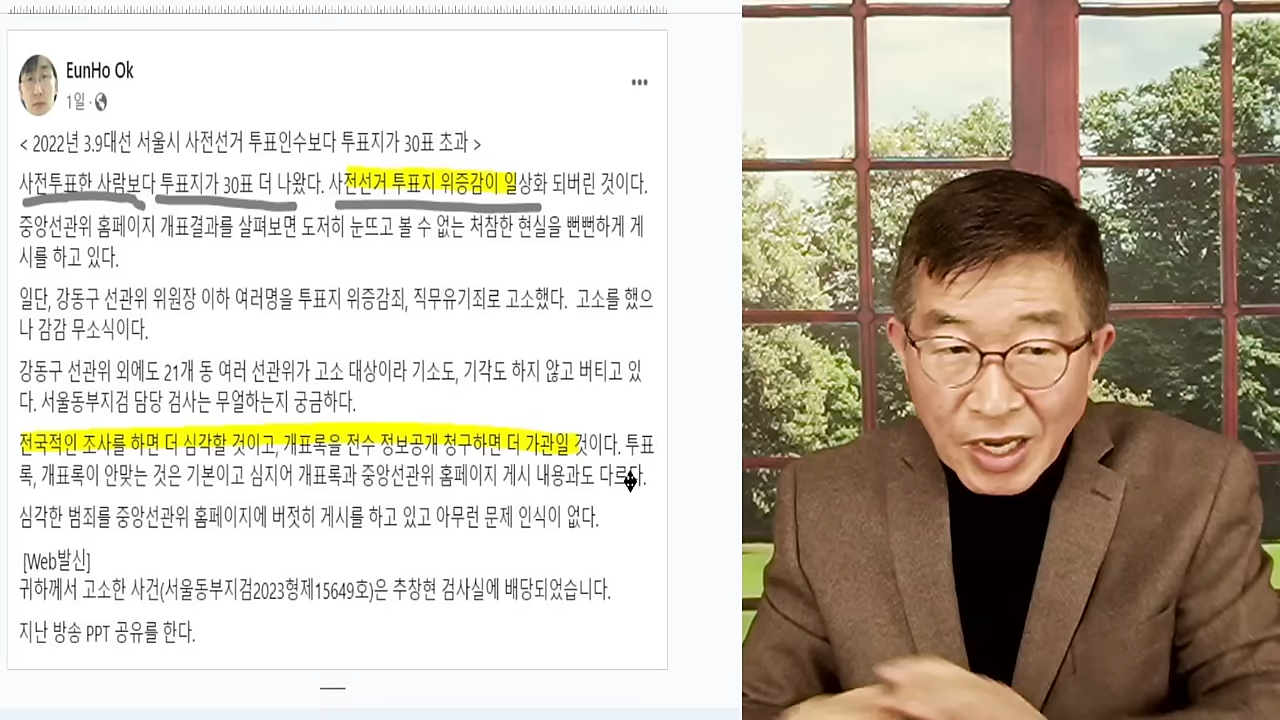 EunHo Ok
1일 ·
< 2022년 3.9대선 서울시 사전선거 투표인수보다 투표지가 30표 초과 >
사전투표한 사람보다 투표지가 30표 더 나왔다. 사전선거 투표지 위증감이 일상화 되버린 것이다.
중앙선관위 홈페이지 개표결과를 살펴보면 도저히 눈뜨고 볼 수 없는 처참한 현실을 뻔뻔하게 게
시를 하고 있다.
일단, 강동구 선관위 위원장 이하 여러명을 투표지 위증감죄, 직무유기죄로 고소했다. 고소를 했으
나 감감 무소식이다.
강동구 선관위 외에도 21개 동 여러 선관위가 고소 대상이라 기소도, 기각도 하지 않고 버티고 있
다. 서울동부지검 담당 검사는 무얼하는지 궁금하다.
전국적인 조사를 하면 더 심각할 것이고, 개표록을 전수 정보공개 청구하면 더 가관일 것이다. 투표
록, 개표록이 안맞는 것은 기본이고 심지어 개표록과 중앙선관위 홈페이지 게시 내용과도 다르다.
심각한 범죄를 중앙선관위 홈페이지에 버젓히 게시를 하고 있고 아무런 문제 인식이 없다.
[Web발신]
귀하께서 고소한 사건(서울동부지검2023형제15649호)은 추창현 검사실에 배당되었습니다.
지난 방송 PPT 공유를 한다.